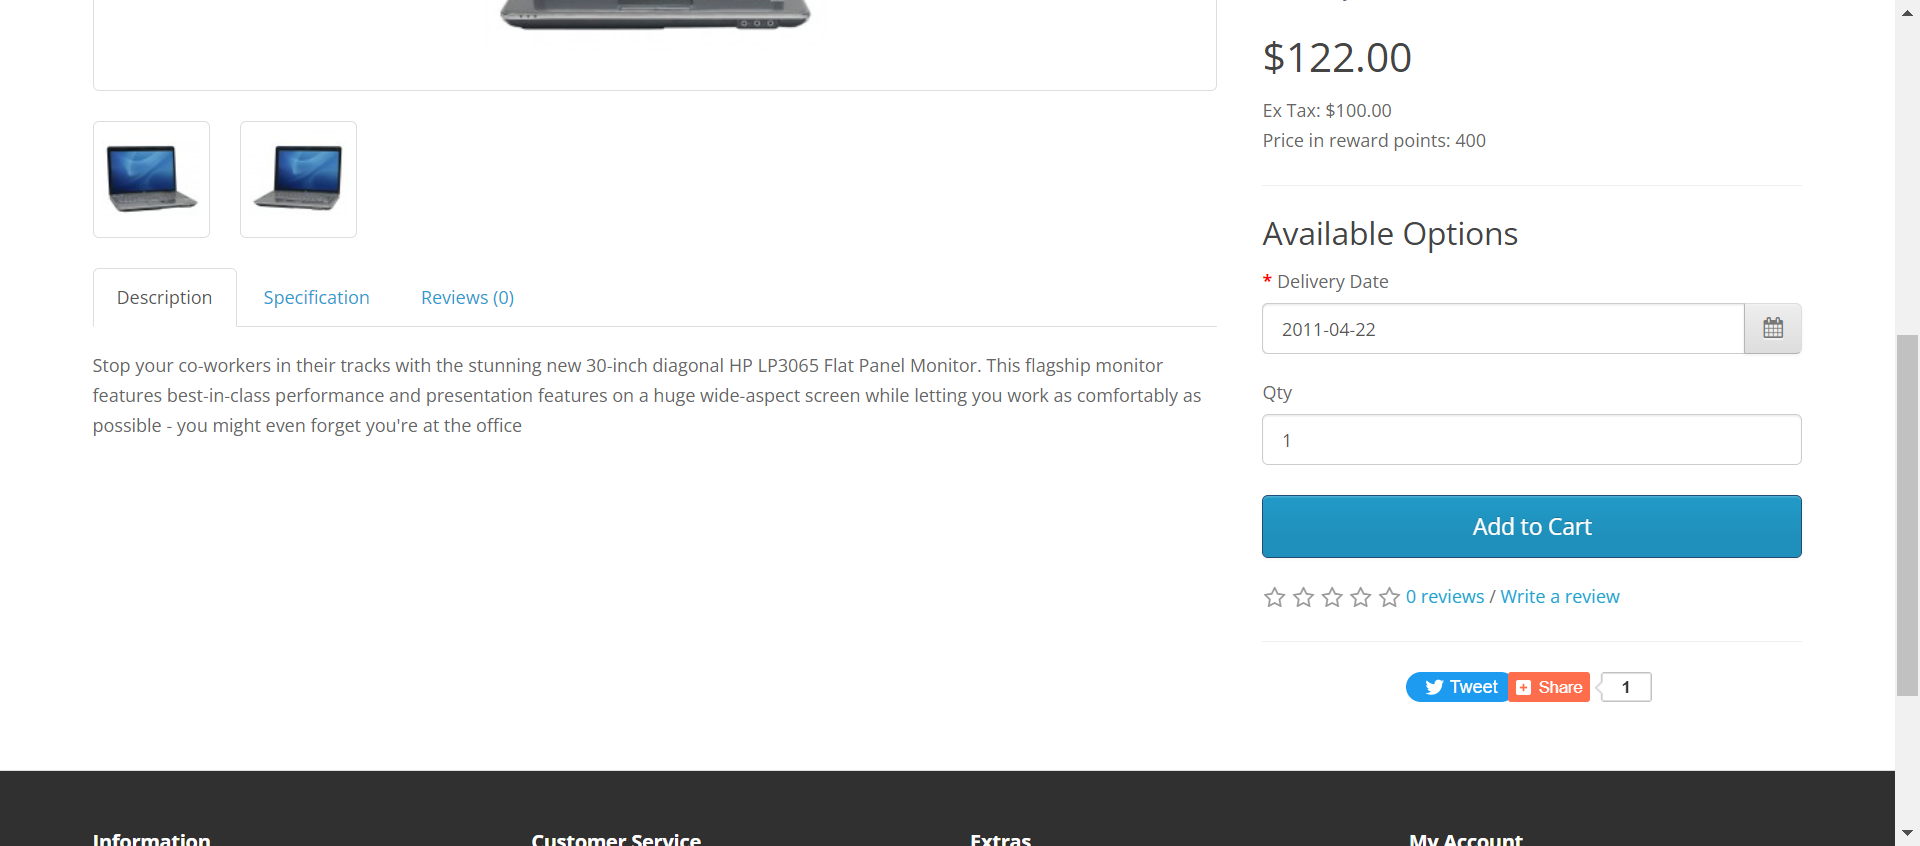 $122.00
Ex Tax: $100.00
Price in reward points: 400
Available Options
* Delivery Date
2011-04-22
Qty
1
Add to Cart
0 reviews / Write a review
Tweet
Share
1
Description
Specification
Reviews (0)
Stop your co-workers in their tracks with the stunning new 30-inch diagonal HP LP3065 Flat Panel Monitor. This flagship monitor
features best-in-class performance and presentation features on a huge wide-aspect screen while letting you work as comfortably as
possible - you might even forget you're at the office
Information
Customer Service
Extras
My Account